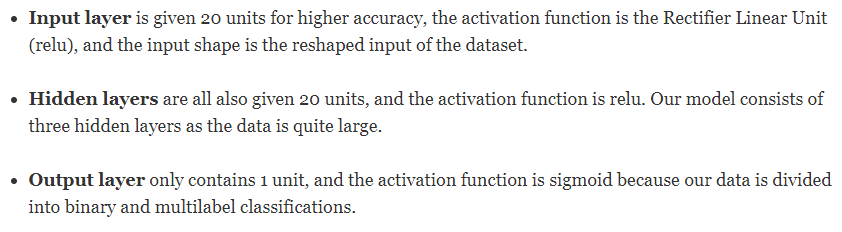 • Input layer is given 20 units for higher accuracy, the activation function is the Rectifier Linear Unit
(relu), and the input shape is the reshaped input of the dataset.
• Hidden layers are all also given 20 units, and the activation function is relu. Our model consists of
three hidden layers as the data is quite large.
• Output layer only contains 1 unit, and the activation function is sigmoid because our data is divided
into binary and multilabel classifications.